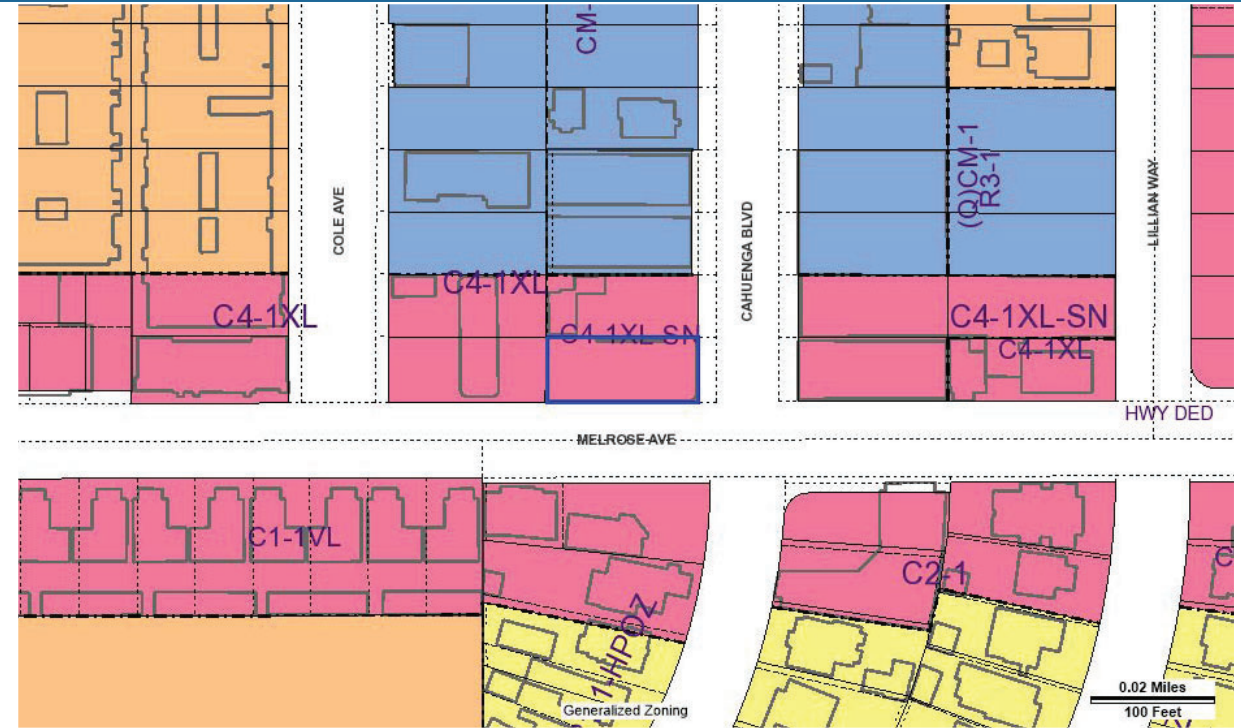 CM-
(Q)CM-1
R3-1
COLE AVE
CAHUENGA BLVD
LILLIAN WAY
C4-1XL
C4-1XL
C4-1XL-SN
C4-1XL-SN
C4-1XL
HWY DED
MELROSE AVE
C1-1VL
C2-1
C
1-HPOZ
Generalized Zoning
0.02 Miles
100 Feet